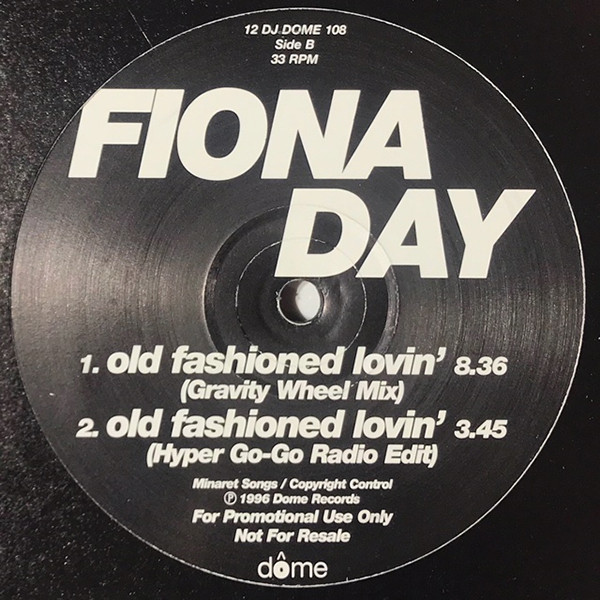 12 DJ DOME 108
Side B
33 RPM
FIONA
DAY
1. old fashioned lovin' 8.36
(Gravity Wheel Mix)
2. old fashioned lovin' 3.45
(Hyper Go-Go Radio Edit)
Minaret Songs / Copyright Control
Ⓟ 1996 Dome Records
For Promotional Use Only
Not For Resale
dôme